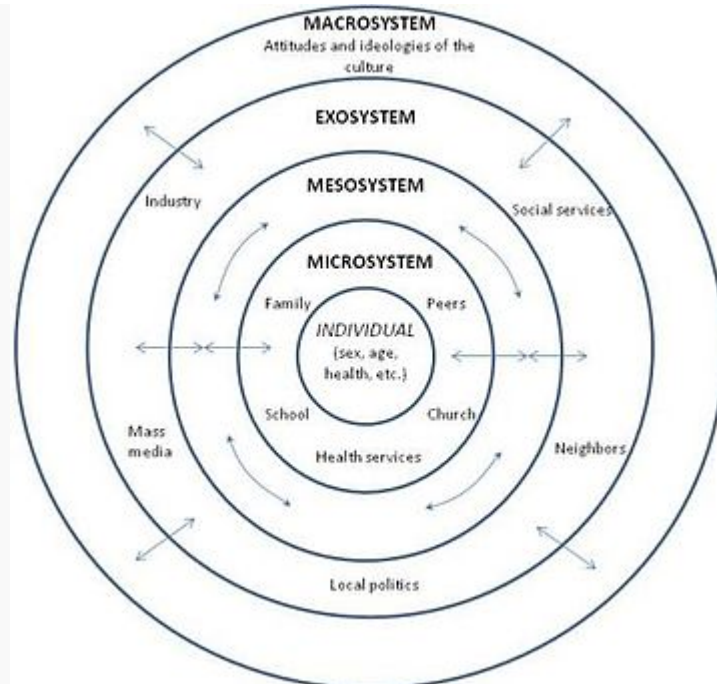 MACROSYSTEM
Attitudes and ideologies of the
culture
EXOSYSTEM
MESOSYSTEM
Industry
Social services
MICROSYSTEM
Family
Peers
INDIVIDUAL
(sex, age,
health, etc.)
School
Church
Mass
media
Health services
Neighbors
Local politics